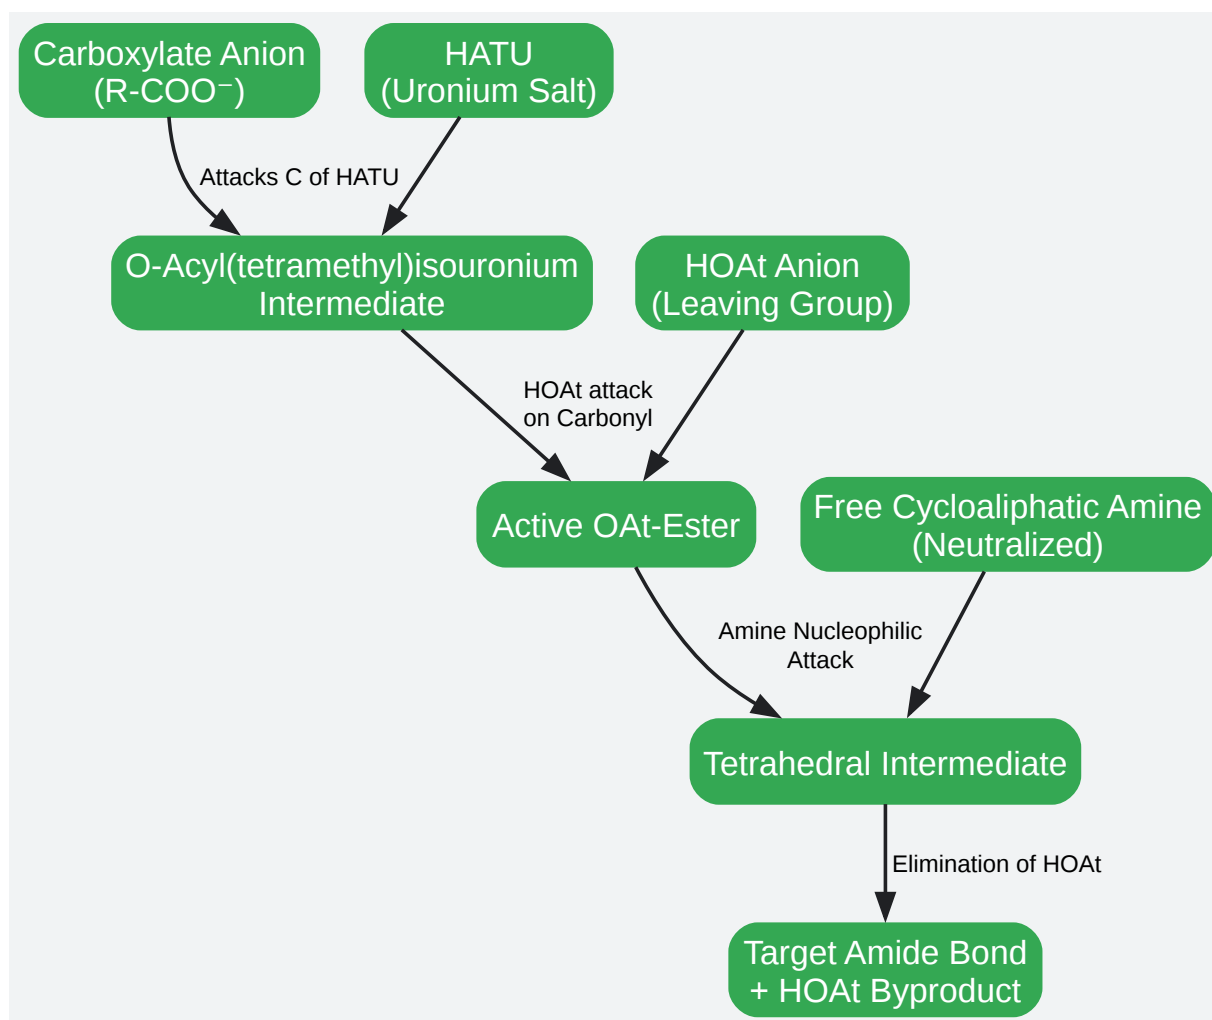 Carboxylate Anion
(R-COO⁻)
HATU
(Uronium Salt)
Attacks C of HATU
O-Acyl(tetramethyl)isouronium
Intermediate
HOAt Anion
(Leaving Group)
HOAt attack
on Carbonyl
Active OAt-Ester
Free Cycloaliphatic Amine
(Neutralized)
Amine Nucleophilic
Attack
Tetrahedral Intermediate
Elimination of HOAt
Target Amide Bond
+ HOAt Byproduct